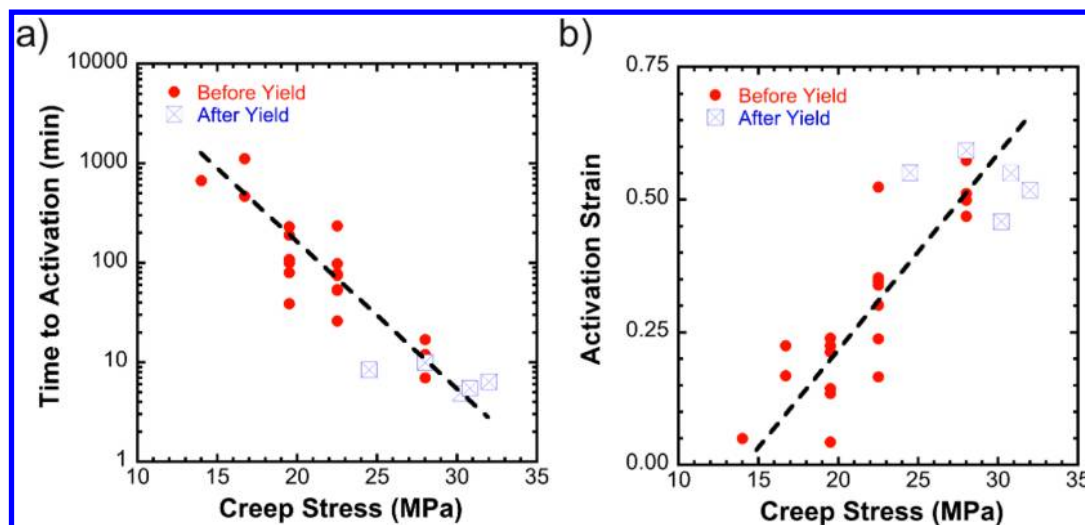 a)
10000
1000
100
10
1
Time to Activation (min)
Before Yield
After Yield
10 15 20 25 30 35
Creep Stress (MPa)
b)
0.75
0.50
0.25
0.00
Activation Strain
Before Yield
After Yield
10 15 20 25 30 35
Creep Stress (MPa)